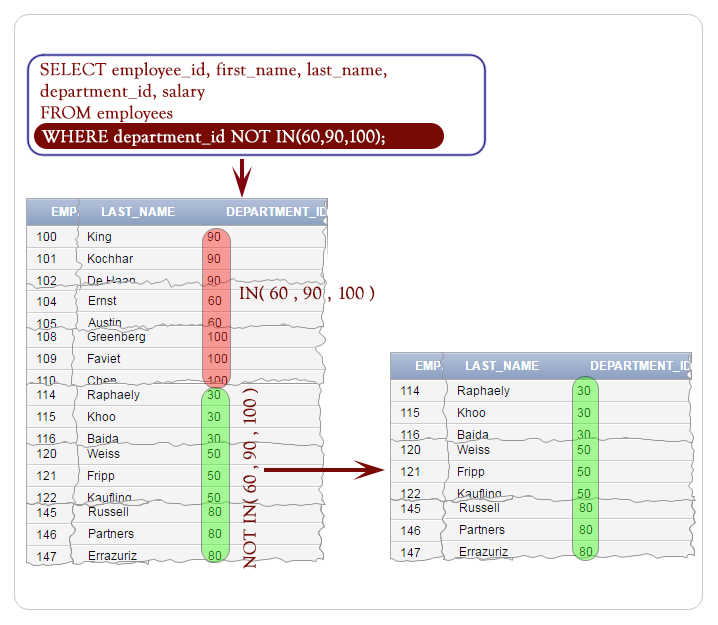 SELECT employee_id, first_name, last_name,
department_id, salary
FROM employees
WHERE department_id NOT IN(60,90,100);
EMP LAST_NAME DEPARTMENT_ID
100 King 90
101 Kochhar 90
102 De Haan 90
104 Ernst 60
105 Austin 60
108 Greenberg 100
109 Faviet 100
110 Chen 100
114 Raphaely 30
115 Khoo 30
116 Baida 30
120 Weiss 50
121 Fripp 50
122 Kaufling 50
145 Russell 80
146 Partners 80
147 Errazuriz 80
IN( 60 , 90 , 100 )
NOT IN( 60 , 90 , 100 )
EMP LAST_NAME DEPARTMENT_ID
114 Raphaely 30
115 Khoo 30
116 Baida 30
120 Weiss 50
121 Fripp 50
122 Kaufling 50
145 Russell 80
146 Partners 80
147 Errazuriz 80